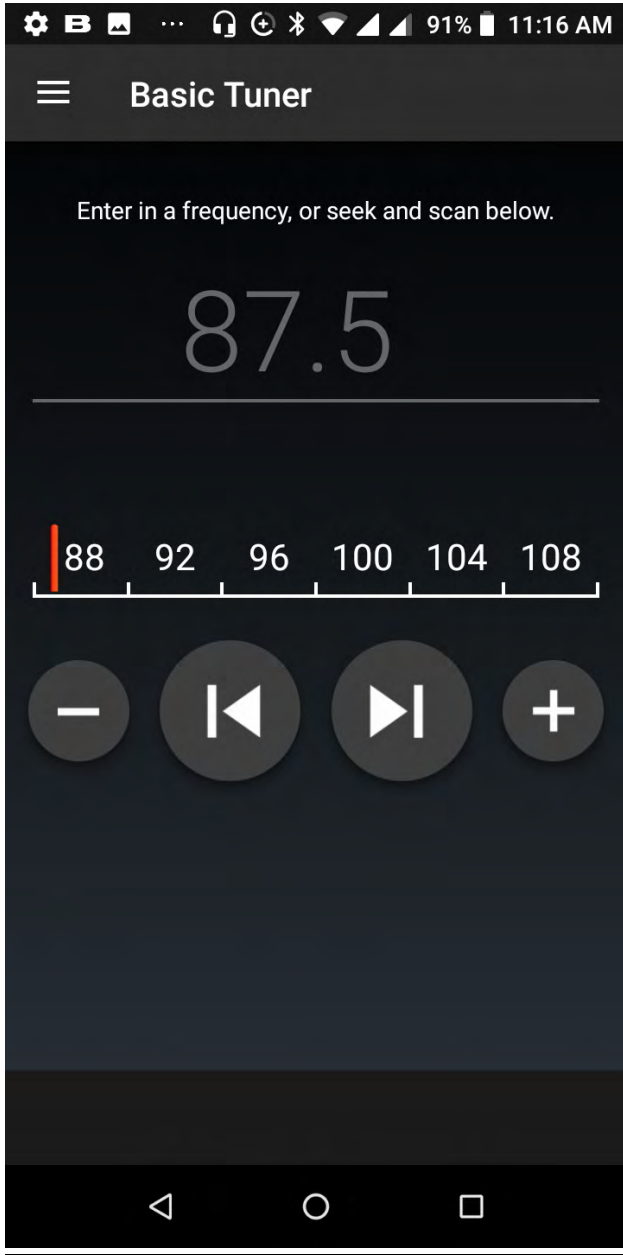 B ... 91% 11:16 AM
Basic Tuner
Enter in a frequency, or seek and scan below.
87.5
88 92 96 100 104 108